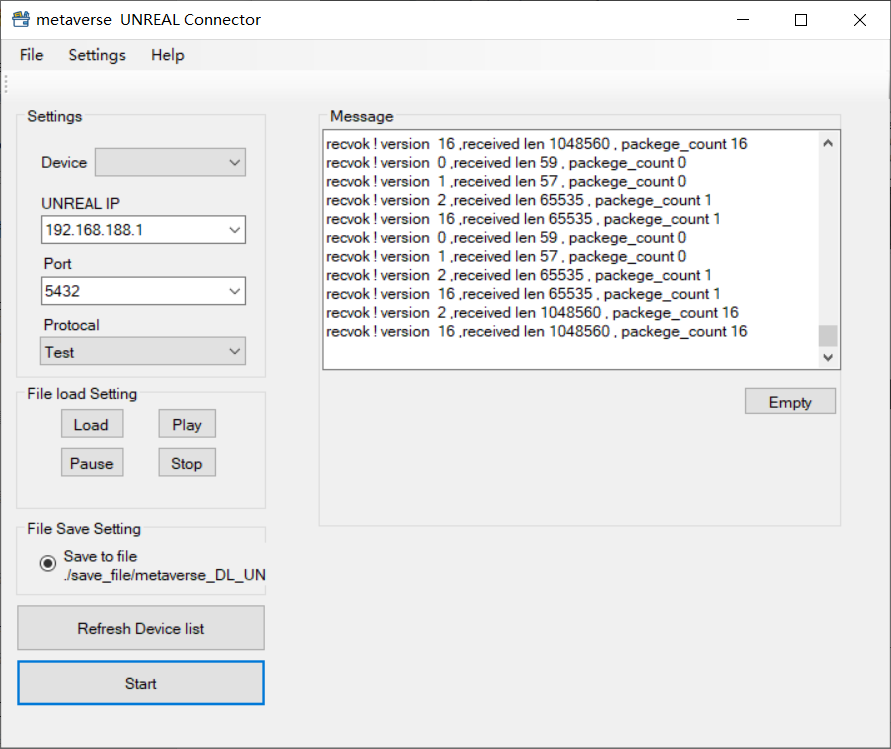 metaverse  UNREAL Connector
File Settings Help
Settings
Device
UNREAL IP
192.168.188.1
Port
5432
Protocal
Test
File load Setting
Load Play
Pause Stop
File Save Setting
Save to file
./save_file/metaverse_DL_UN
Refresh Device list
Start
Message
recvok ! version  16 ,received len 1048560 , packege_count 16
recvok ! version  0 ,received len 59 , packege_count 0
recvok ! version  1 ,received len 57 , packege_count 0
recvok ! version  2 ,received len 65535 , packege_count 1
recvok ! version  16 ,received len 65535 , packege_count 1
recvok ! version  0 ,received len 59 , packege_count 0
recvok ! version  1 ,received len 57 , packege_count 0
recvok ! version  2 ,received len 65535 , packege_count 1
recvok ! version  16 ,received len 65535 , packege_count 1
recvok ! version  2 ,received len 1048560 , packege_count 16
recvok ! version  16 ,received len 1048560 , packege_count 16
Empty